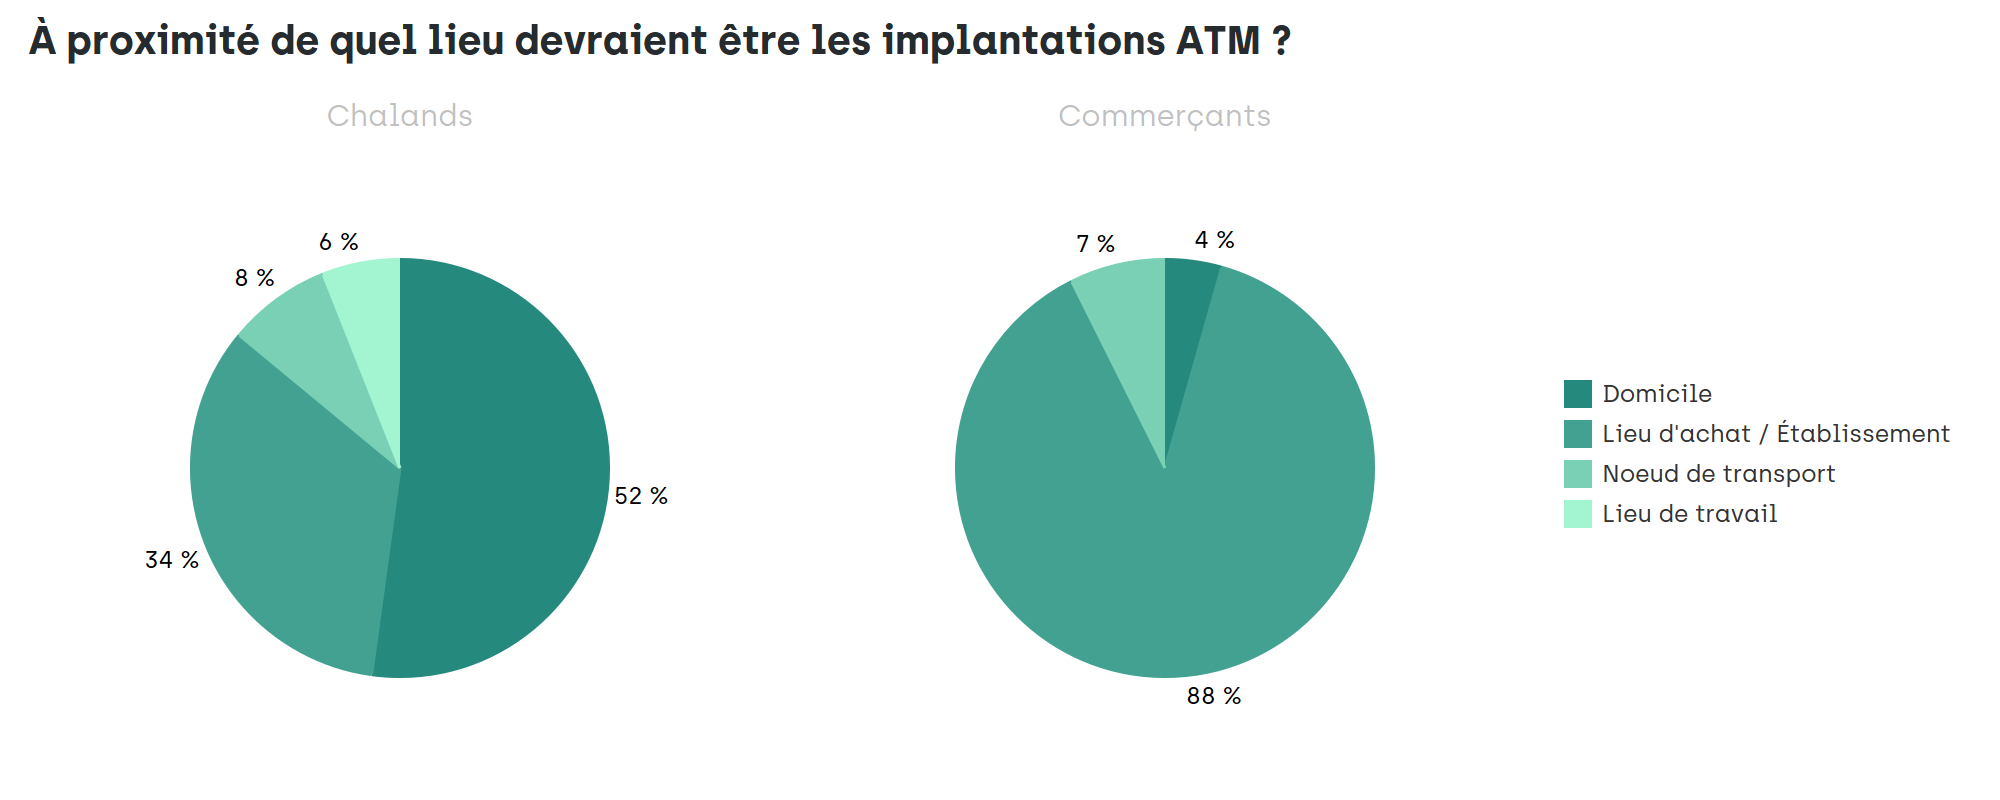 À proximité de quel lieu devraient être les implantations ATM ?
Chalands
6 %
8 %
52 %
34 %
Commerçants
7 %
4 %
88 %
Domicile
Lieu d'achat / Établissement
Noeud de transport
Lieu de travail